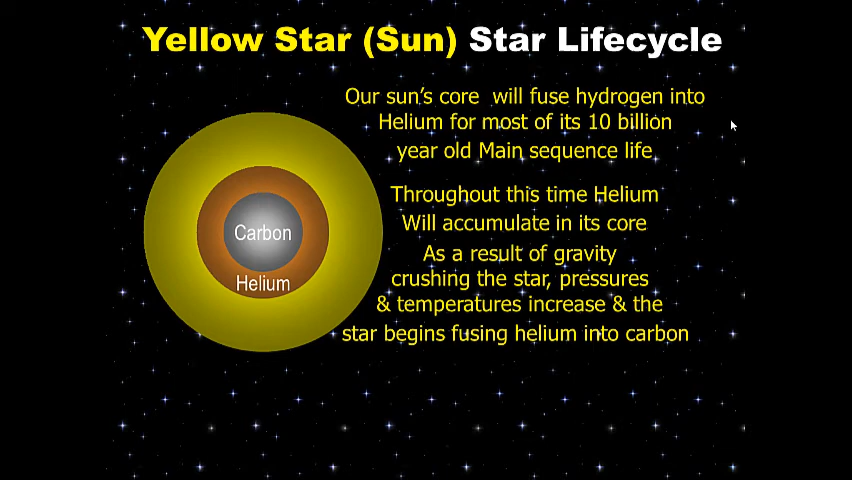 Yellow Star (Sun) Star Lifecycle
Our sun's core will fuse hydrogen into
Helium for most of its 10 billion
year old Main sequence life
Throughout this time Helium
Will accumulate in its core
As a result of gravity
crushing the star, pressures
& temperatures increase & the
star begins fusing helium into carbon
Carbon
Helium